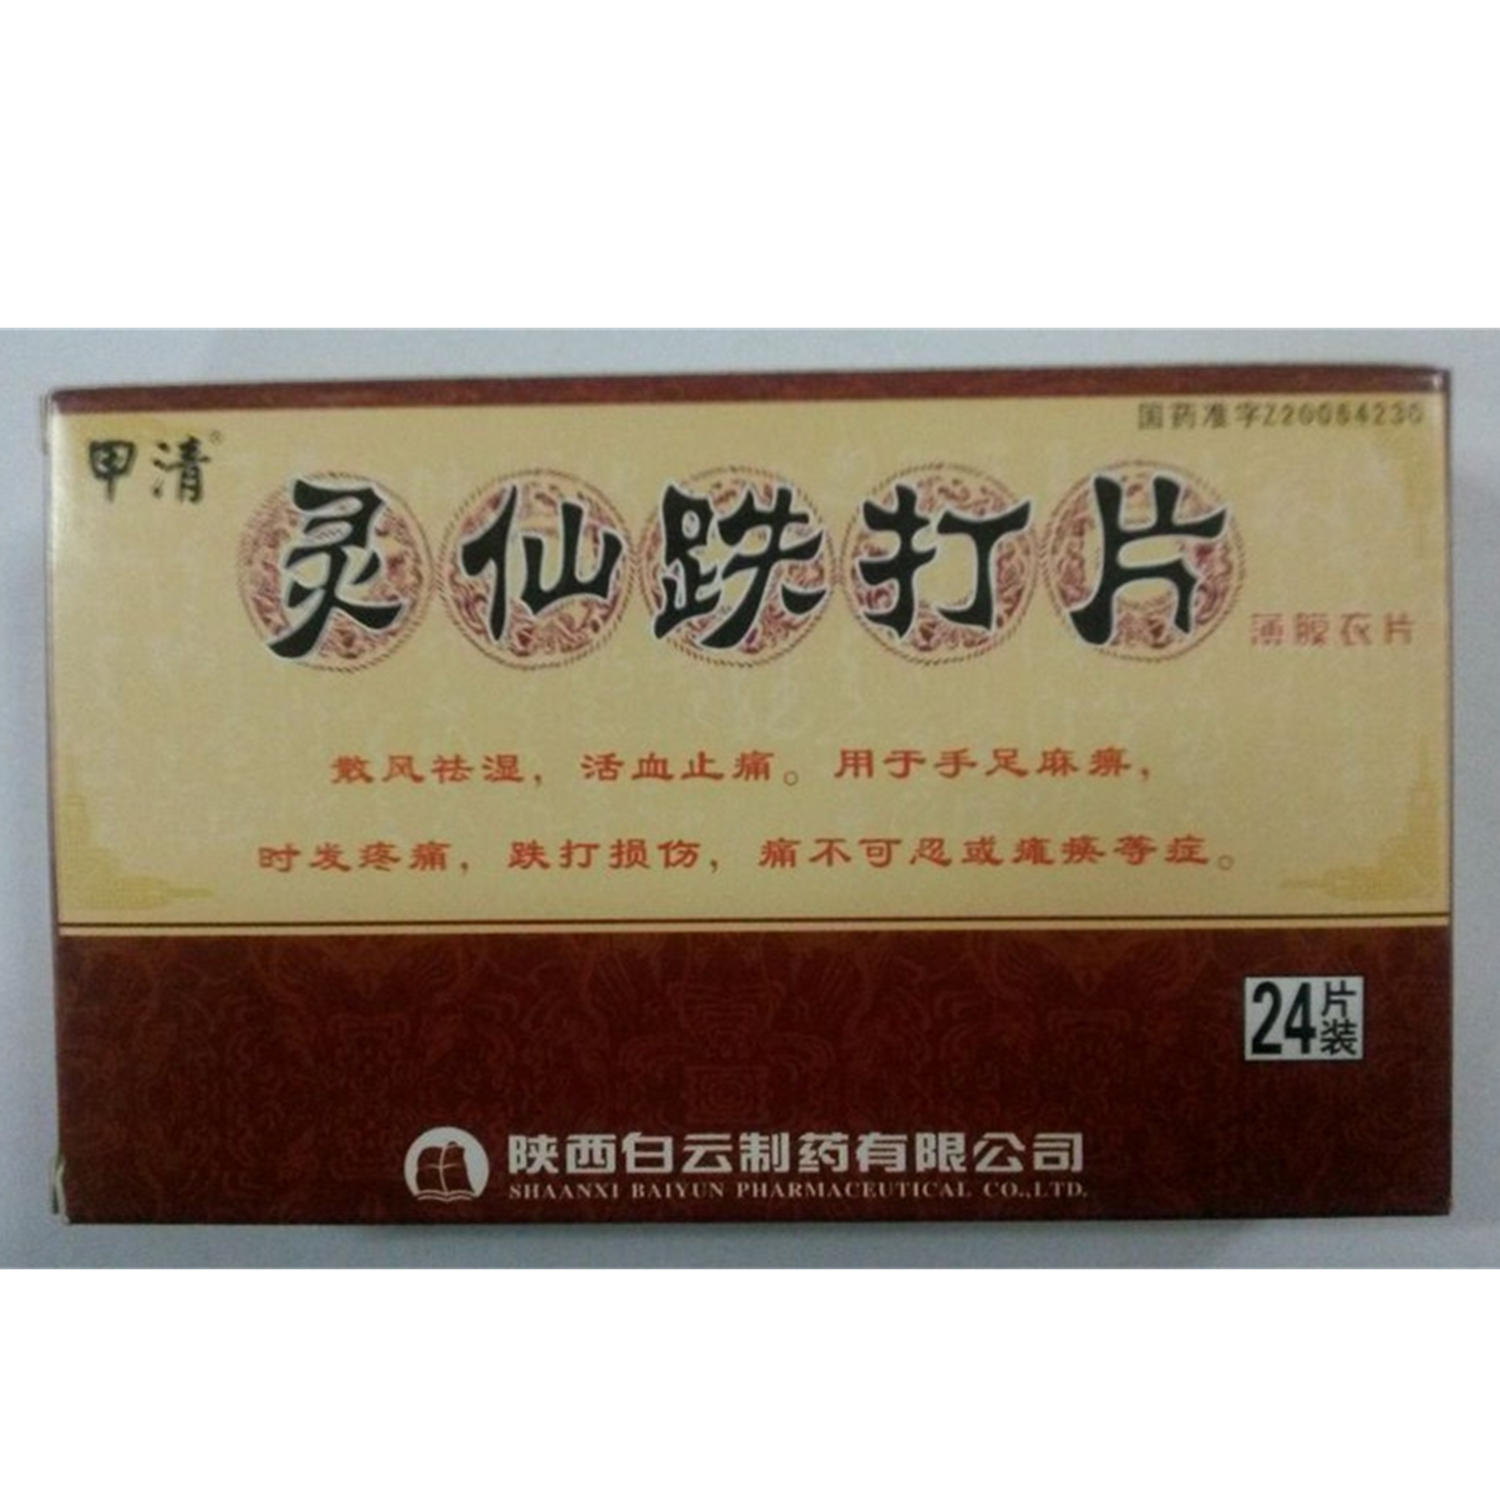 国药准字Z20064230
甲清®
灵仙跌打片
薄膜衣片
散风祛湿，活血止痛。用于手足麻痹，
时发疼痛，跌打损伤，痛不可忍或瘫痪等症。
24片装
陕西白云制药有限公司
SHAANXI BAIYUN PHARMACEUTICAL CO.,LTD.